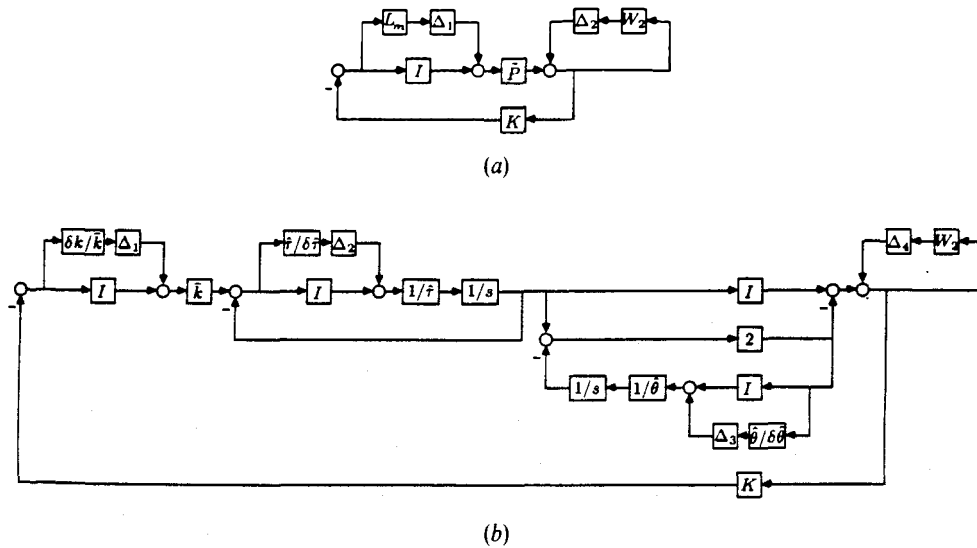 L_m Δ_1 Δ_2 W_2
I P̃
- K
(a)
δk/k̄ Δ_1 τ̂/δτ̂ Δ_2 Δ_4 W_2
I k̄ I 1/τ̂ 1/s I
- - -
2
-
1/s 1/θ̂ I
Δ_3 θ̂/δθ̂
K
(b)